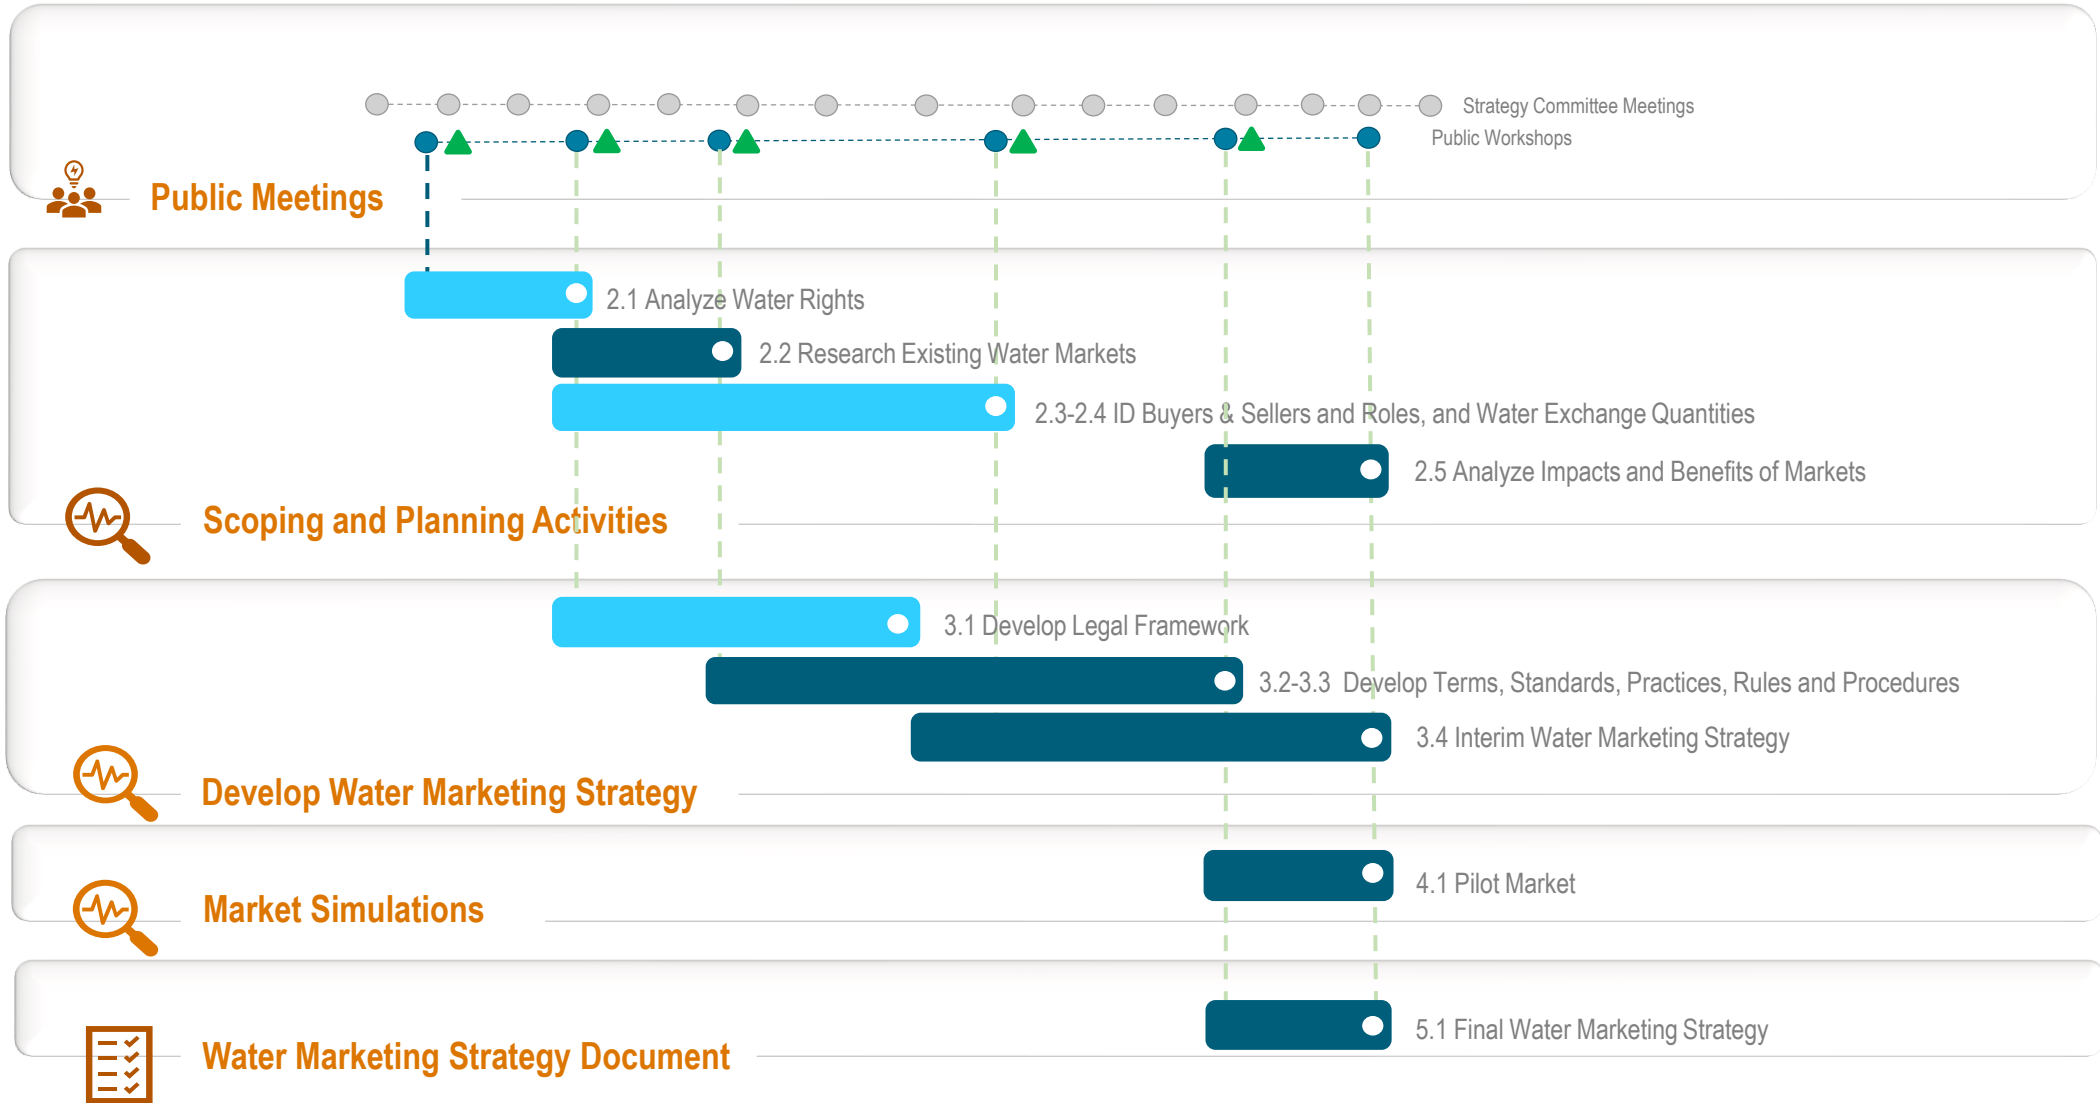 Strategy Committee Meetings
Public Workshops
Public Meetings
2.1 Analyze Water Rights
2.2 Research Existing Water Markets
2.3-2.4 ID Buyers & Sellers and Roles, and Water Exchange Quantities
2.5 Analyze Impacts and Benefits of Markets
Scoping and Planning Activities
3.1 Develop Legal Framework
3.2-3.3 Develop Terms, Standards, Practices, Rules and Procedures
3.4 Interim Water Marketing Strategy
Develop Water Marketing Strategy
4.1 Pilot Market
Market Simulations
5.1 Final Water Marketing Strategy
Water Marketing Strategy Document